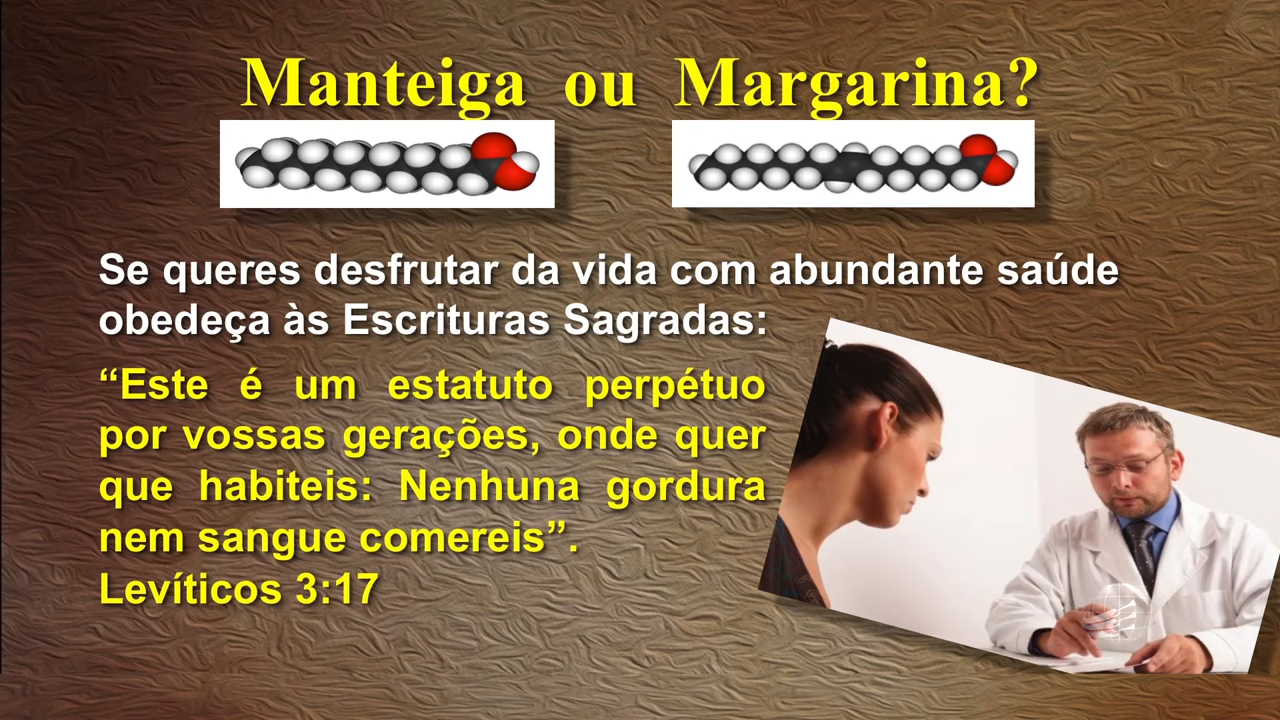 Manteiga ou Margarina?
Se queres desfrutar da vida com abundante saúde
obedeça às Escrituras Sagradas:
“Este é um estatuto perpétuo
por vossas gerações, onde quer
que habiteis: Nenhuna gordura
nem sangue comereis”.
Levíticos 3:17